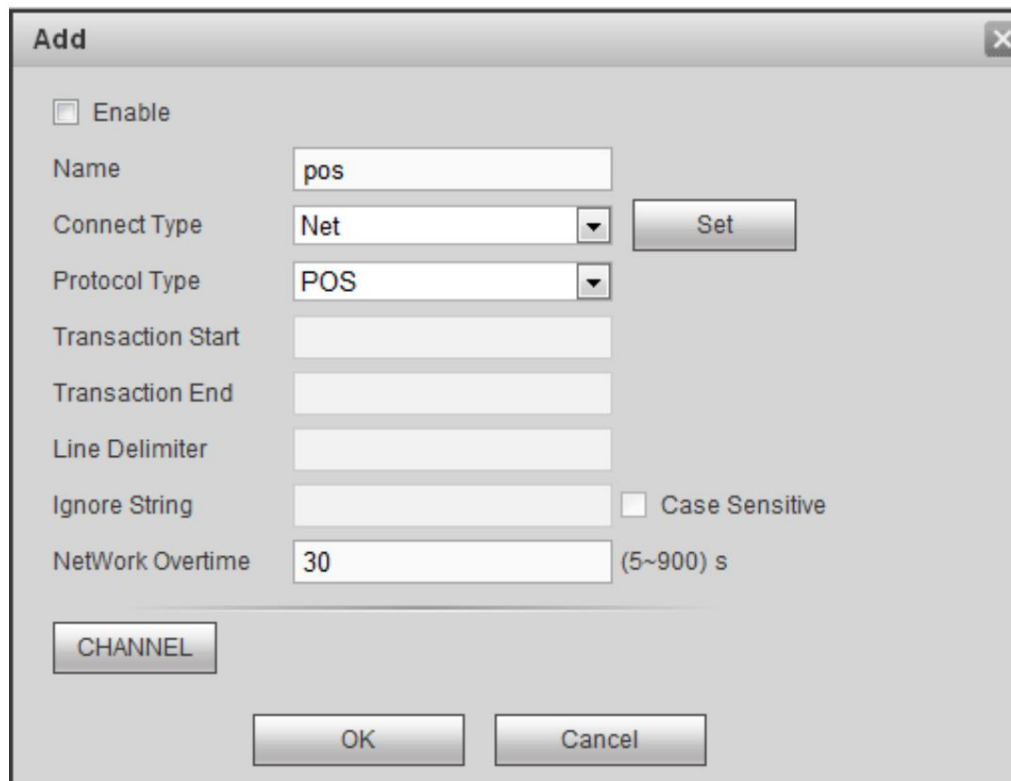 Add
Enable
Name pos
Connect Type Net Set
Protocol Type POS
Transaction Start
Transaction End
Line Delimiter
Ignore String Case Sensitive
NetWork Overtime 30 (5~900) s
CHANNEL
OK Cancel